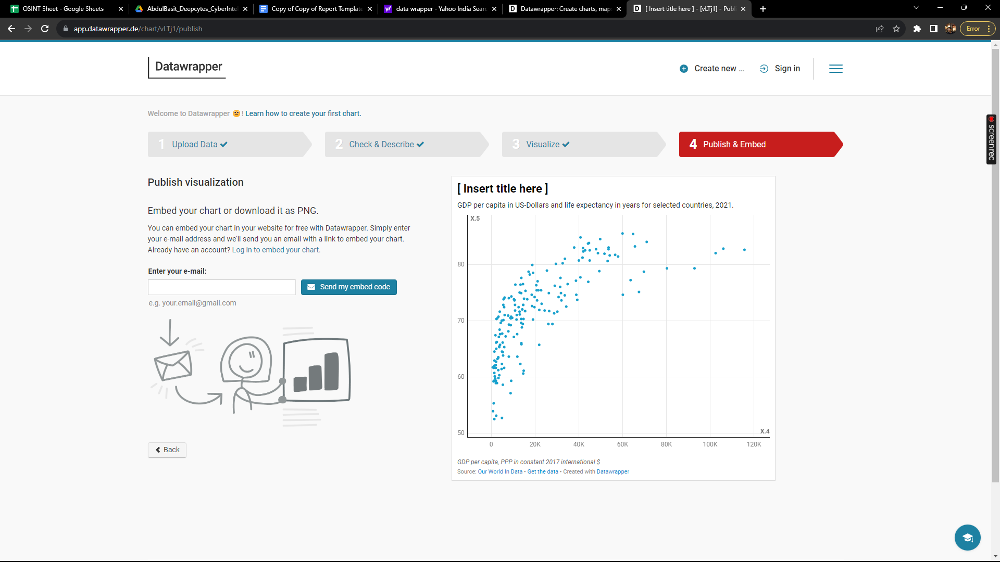 OSINT Sheet - Google Sheets
AbdulBasit_Deepcytes_CyberIntel
Copy of Copy of Report Template
data wrapper - Yahoo India Searc
Datawrapper: Create charts, map
[ Insert title here ] - [vLTj1] - Publ
app.datawrapper.de/chart/vLTj1/publish
Error
Datawrapper
Create new ...
Sign in
Welcome to Datawrapper ! Learn how to create your first chart.
1 Upload Data
2 Check & Describe
3 Visualize
4 Publish & Embed
screenrec
Publish visualization
Embed your chart or download it as PNG.
You can embed your chart in your website for free with Datawrapper. Simply enter
your e-mail address and we'll send you an email with a link to embed your chart.
Already have an account? Log in to embed your chart.
Enter your e-mail:
Send my embed code
e.g. your.email@gmail.com
Back
[ Insert title here ]
GDP per capita in US-Dollars and life expectancy in years for selected countries, 2021.
X.5
80
70
60
50
X.4
0 20K 40K 60K 80K 100K 120K
GDP per capita, PPP in constant 2017 international $
Source: Our World In Data • Get the data • Created with Datawrapper